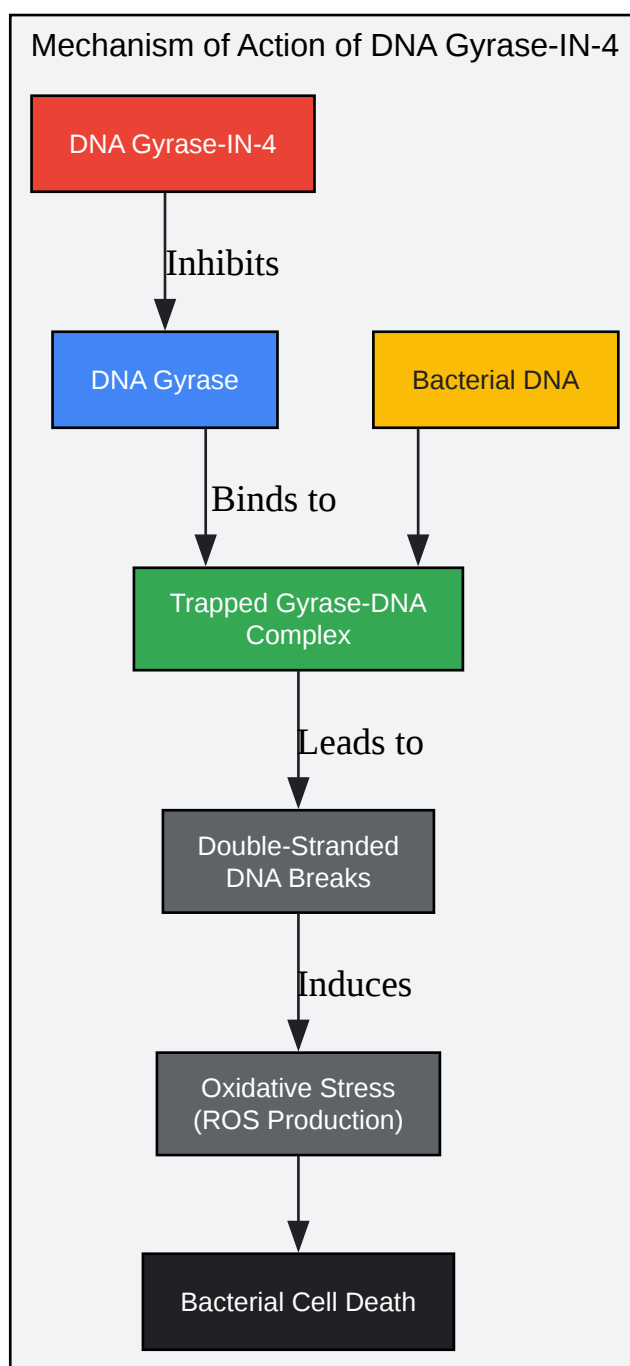 Mechanism of Action of DNA Gyrase-IN-4
DNA Gyrase-IN-4
Inhibits
DNA Gyrase
Bacterial DNA
Binds to
Trapped Gyrase-DNA
Complex
Leads to
Double-Stranded
DNA Breaks
Induces
Oxidative Stress
(ROS Production)
Bacterial Cell Death